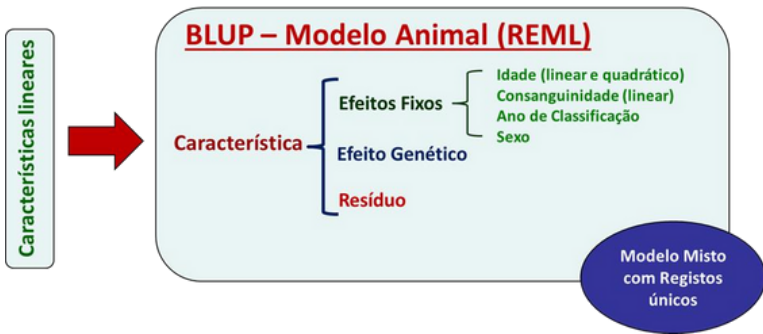 Características lineares
BLUP – Modelo Animal (REML)
Característica
Efeitos Fixos
Idade (linear e quadrático)
Consanguinidade (linear)
Ano de Classificação
Sexo
Efeito Genético
Resíduo
Modelo Misto
com Registos
únicos